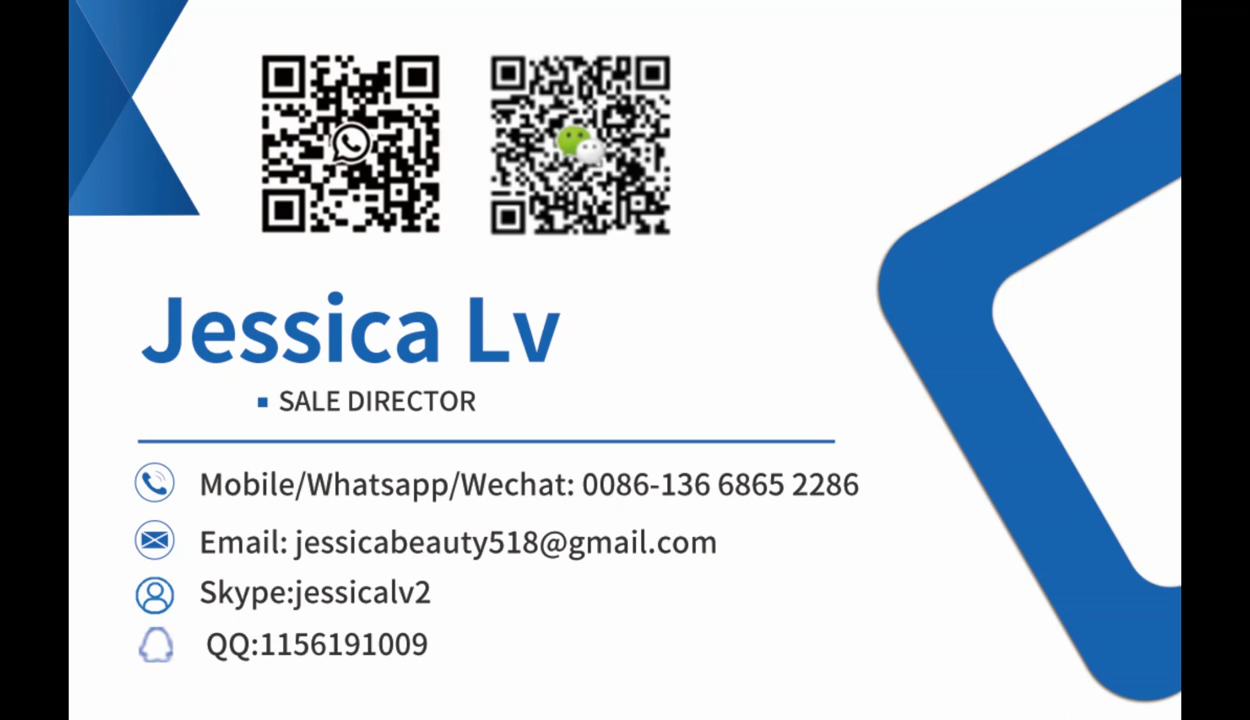 Jessica Lv
SALE DIRECTOR
Mobile/Whatsapp/Wechat: 0086-136 6865 2286
Email: jessicabeauty518@gmail.com
Skype:jessicalv2
QQ:1156191009